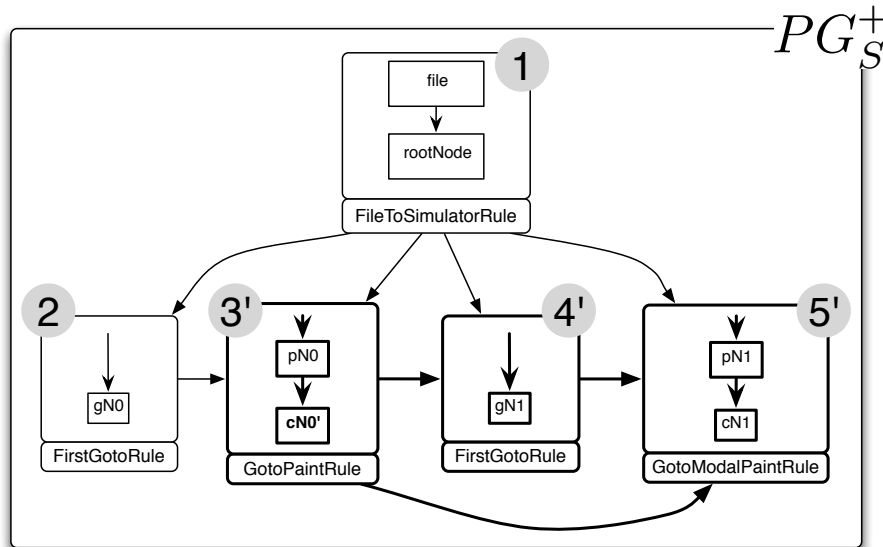 PG_S^+
1
file
rootNode
FileToSimulatorRule
2
gN0
FirstGotoRule
3'
pN0
cN0'
GotoPaintRule
4'
gN1
FirstGotoRule
5'
pN1
cN1
GotoModalPaintRule